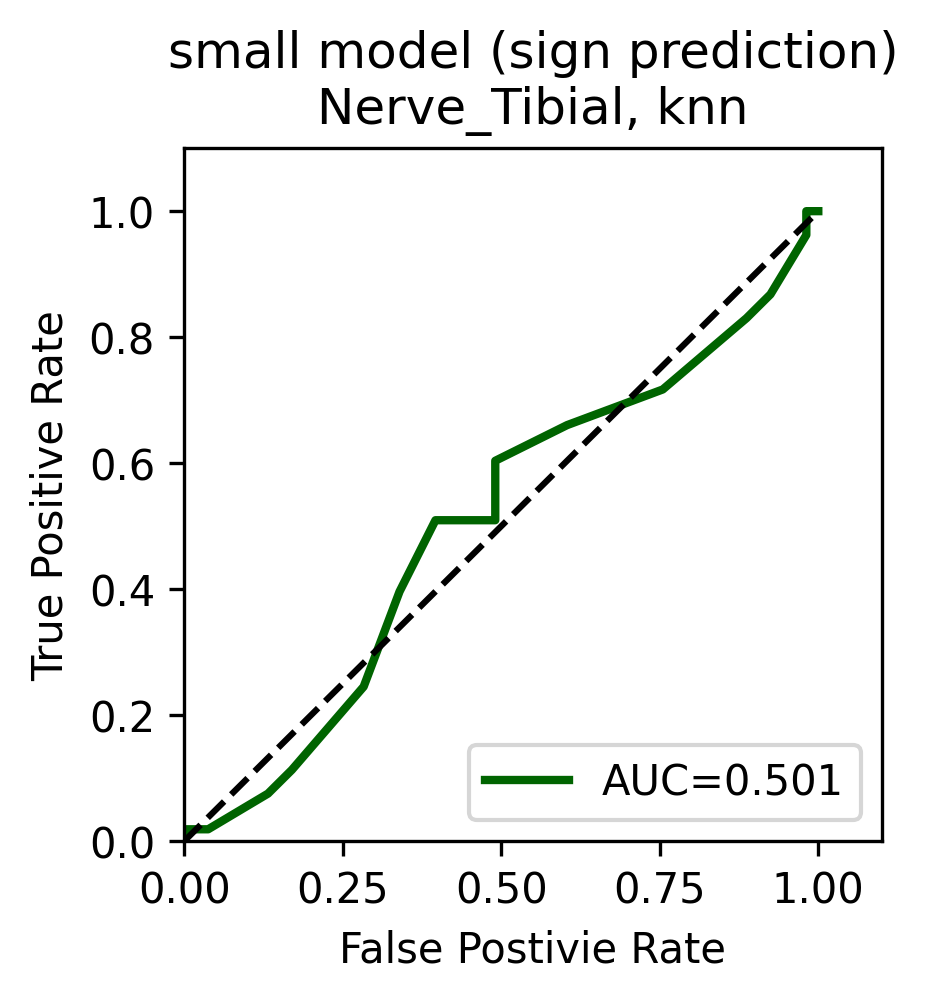 small model (sign prediction)
Nerve_Tibial, knn
True Positive Rate
1.0
0.8
0.6
0.4
0.2
0.0
AUC=0.501
0.00 0.25 0.50 0.75 1.00
False Postivie Rate